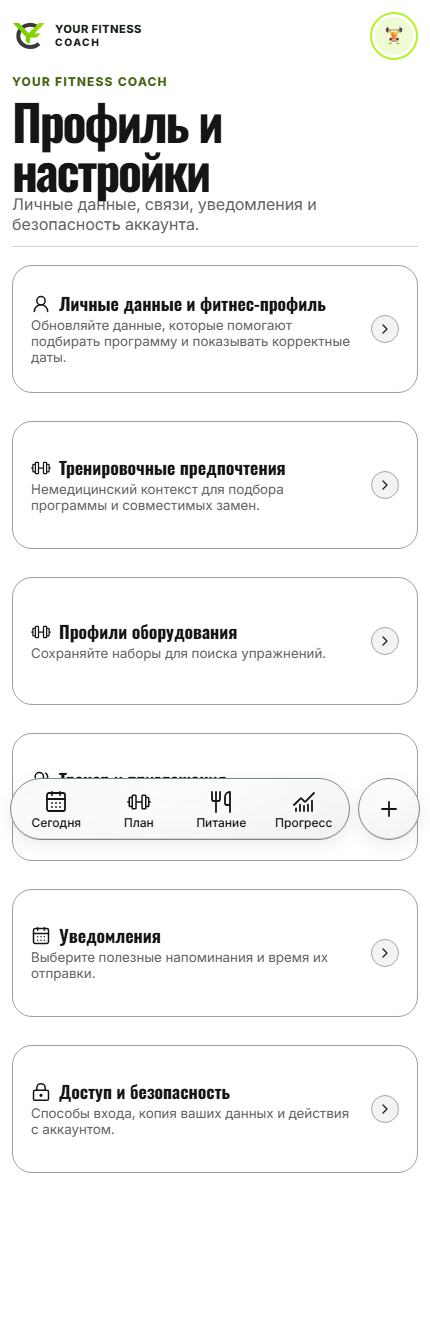 YOUR FITNESS
COACH
YOUR FITNESS COACH
Профиль и
настройки
Личные данные, связи, уведомления и
безопасность аккаунта.
Личные данные и фитнес-профиль
Обновляйте данные, которые помогают
подбирать программу и показывать корректные
даты.
Тренировочные предпочтения
Немедицинский контекст для подбора
программы и совместимых замен.
Профили оборудования
Сохраняйте наборы для поиска упражнений.
Сегодня
План
Питание
Прогресс
Уведомления
Выберите полезные напоминания и время их
отправки.
Доступ и безопасность
Способы входа, копия ваших данных и действия
с аккаунтом.